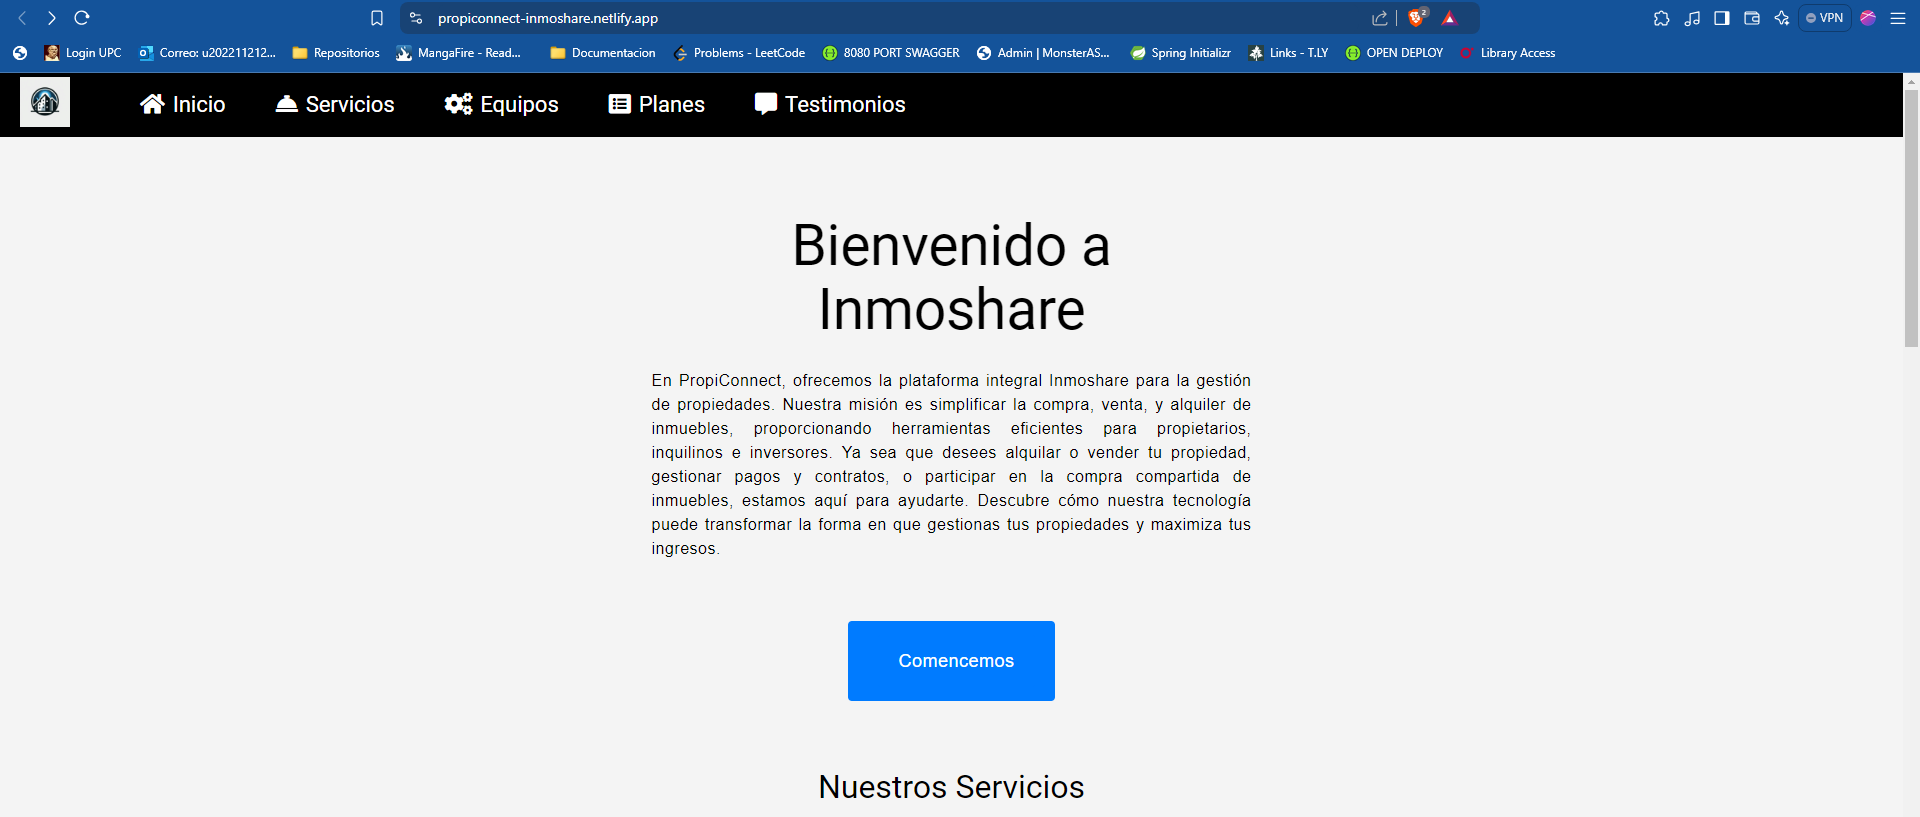 propiconnect-inmoshare.netlify.app
2
VPN
Login UPC
Correo: u202211212...
Repositorios
MangaFire - Read...
Documentacion
Problems - LeetCode
8080 PORT SWAGGER
Admin | MonsterAS...
Spring Initializr
Links - T.LY
OPEN DEPLOY
Library Access
Inicio
Servicios
Equipos
Planes
Testimonios
Bienvenido a
Inmoshare
En PropiConnect, ofrecemos la plataforma integral Inmoshare para la gestión
de propiedades. Nuestra misión es simplificar la compra, venta, y alquiler de
inmuebles, proporcionando herramientas eficientes para propietarios,
inquilinos e inversores. Ya sea que desees alquilar o vender tu propiedad,
gestionar pagos y contratos, o participar en la compra compartida de
inmuebles, estamos aquí para ayudarte. Descubre cómo nuestra tecnología
puede transformar la forma en que gestionas tus propiedades y maximiza tus
ingresos.
Comencemos
Nuestros Servicios